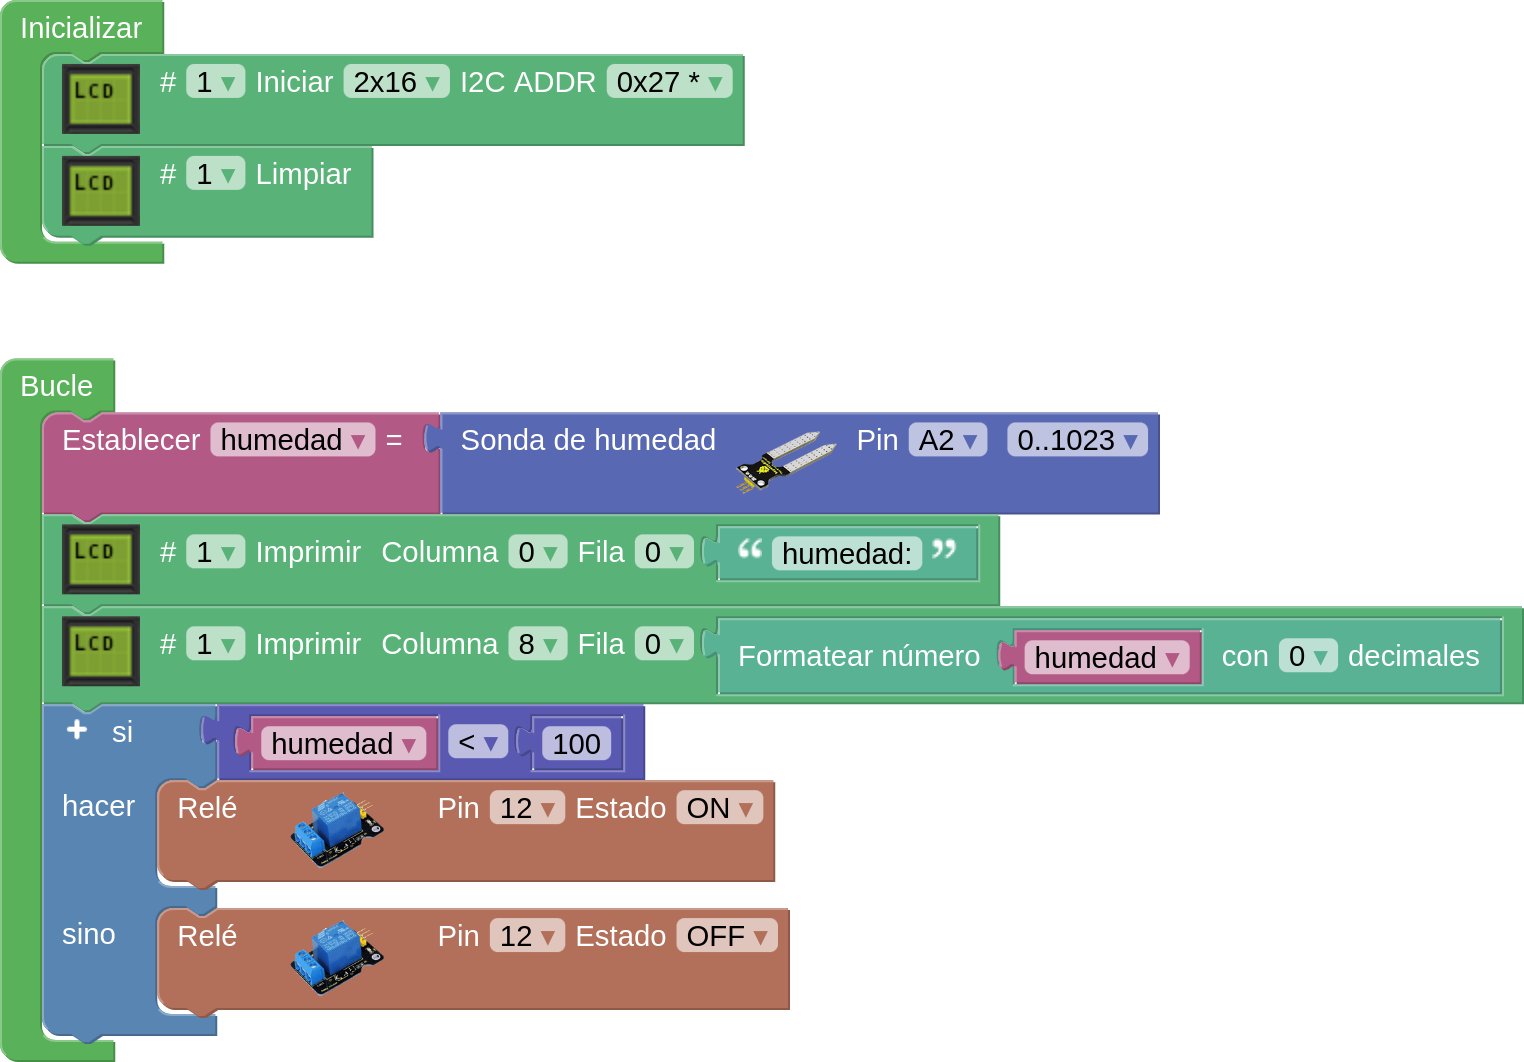 Inicializar
LCD # 1 ▼ Iniciar 2x16 ▼ I2C ADDR 0x27 * ▼
LCD # 1 ▼ Limpiar
Bucle
Establecer humedad ▼ = Sonda de humedad Pin A2 ▼ 0..1023 ▼
LCD # 1 ▼ Imprimir Columna 0 ▼ Fila 0 ▼ “ humedad: ”
LCD # 1 ▼ Imprimir Columna 8 ▼ Fila 0 ▼ Formatear número humedad ▼ con 0 ▼ decimales
+ si humedad ▼ < ▼ 100
hacer Relé Pin 12 ▼ Estado ON ▼
sino Relé Pin 12 ▼ Estado OFF ▼